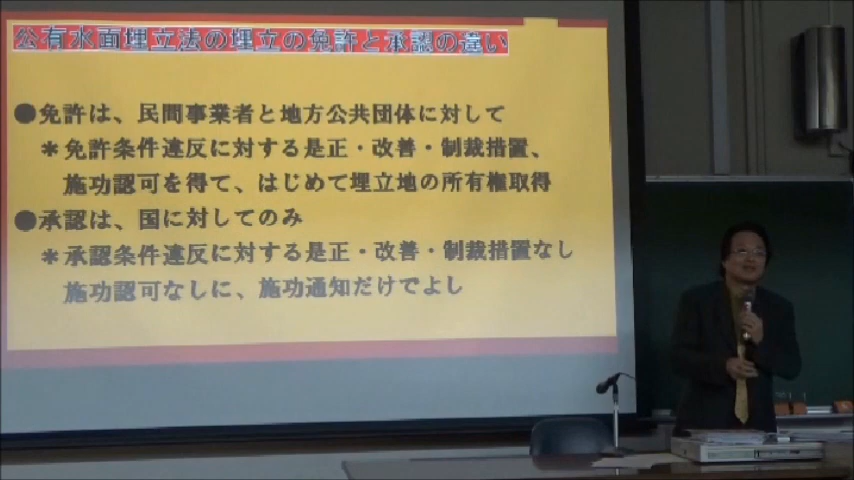 公有水面埋立法の埋立の免許と承認の違い
●免許は、民間事業者と地方公共団体に対して
＊免許条件違反に対する是正・改善・制裁措置、
施功認可を得て、はじめて埋立地の所有権取得
●承認は、国に対してのみ
＊承認条件違反に対する是正・改善・制裁措置なし
施功認可なしに、施功通知だけでよし